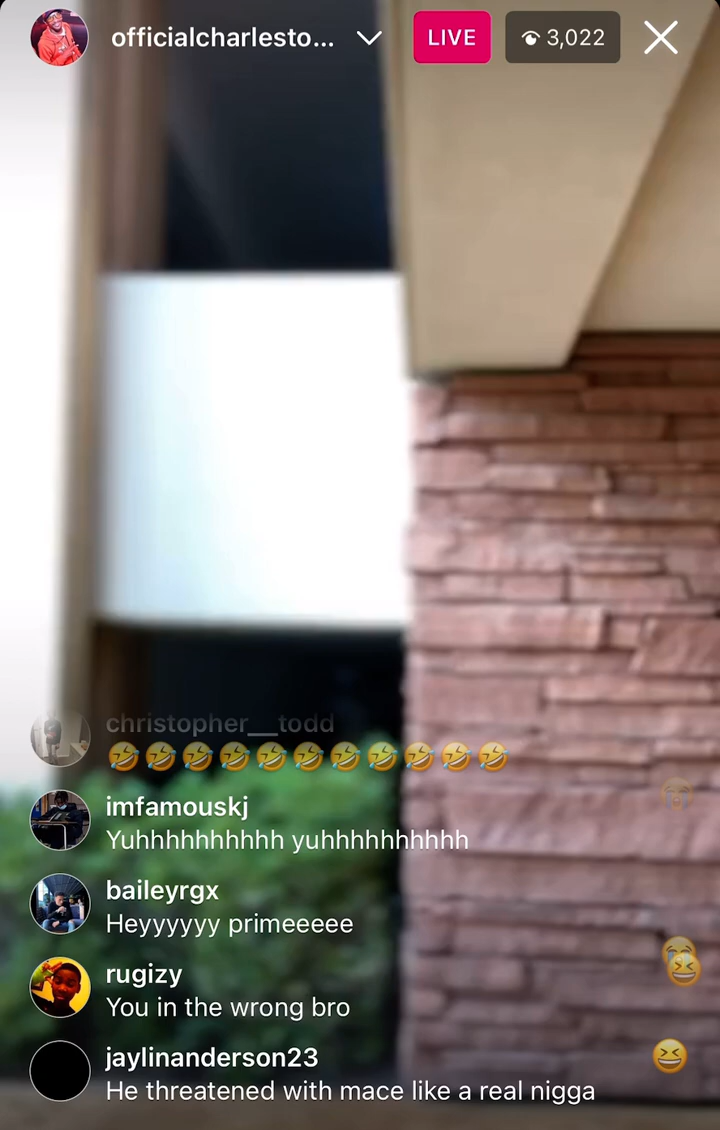 officialcharlesto...
LIVE
3,022
christopher__todd
🤣🤣🤣🤣🤣🤣🤣🤣🤣🤣🤣
imfamouskj
Yuhhhhhhhhhh yuhhhhhhhhhh
baileyrgx
Heyyyyyy primeeeee
rugizy
You in the wrong bro
jaylinanderson23
He threatened with mace like a real nigga